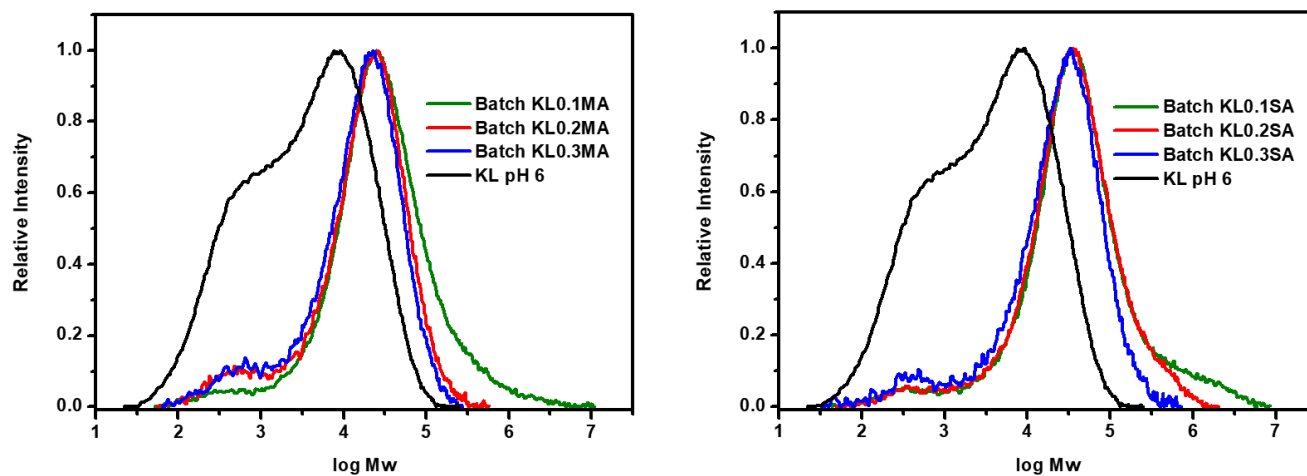 1.0
0.8
0.6
0.4
0.2
0.0
Relative Intensity
1 2 3 4 5 6 7
log Mw
Batch KL0.1MA
Batch KL0.2MA
Batch KL0.3MA
KL pH 6
1.0
0.8
0.6
0.4
0.2
0.0
Relative Intensity
1 2 3 4 5 6 7
log Mw
Batch KL0.1SA
Batch KL0.2SA
Batch KL0.3SA
KL pH 6